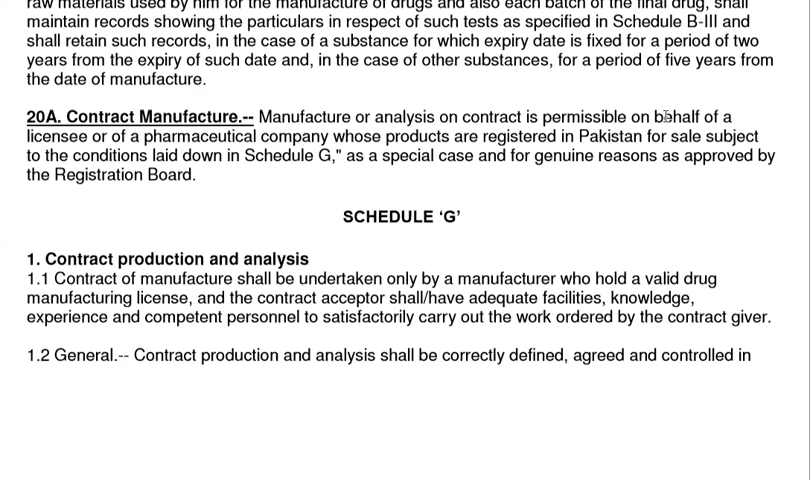 raw materials used by him for the manufacture of drugs and also each batch of the final drug, shall
maintain records showing the particulars in respect of such tests as specified in Schedule B-III and
shall retain such records, in the case of a substance for which expiry date is fixed for a period of two
years from the expiry of such date and, in the case of other substances, for a period of five years from
the date of manufacture.
20A. Contract Manufacture.-- Manufacture or analysis on contract is permissible on behalf of a
licensee or of a pharmaceutical company whose products are registered in Pakistan for sale subject
to the conditions laid down in Schedule G," as a special case and for genuine reasons as approved by
the Registration Board.
SCHEDULE ‘G’
1. Contract production and analysis
1.1 Contract of manufacture shall be undertaken only by a manufacturer who hold a valid drug
manufacturing license, and the contract acceptor shall/have adequate facilities, knowledge,
experience and competent personnel to satisfactorily carry out the work ordered by the contract giver.
1.2 General.-- Contract production and analysis shall be correctly defined, agreed and controlled in